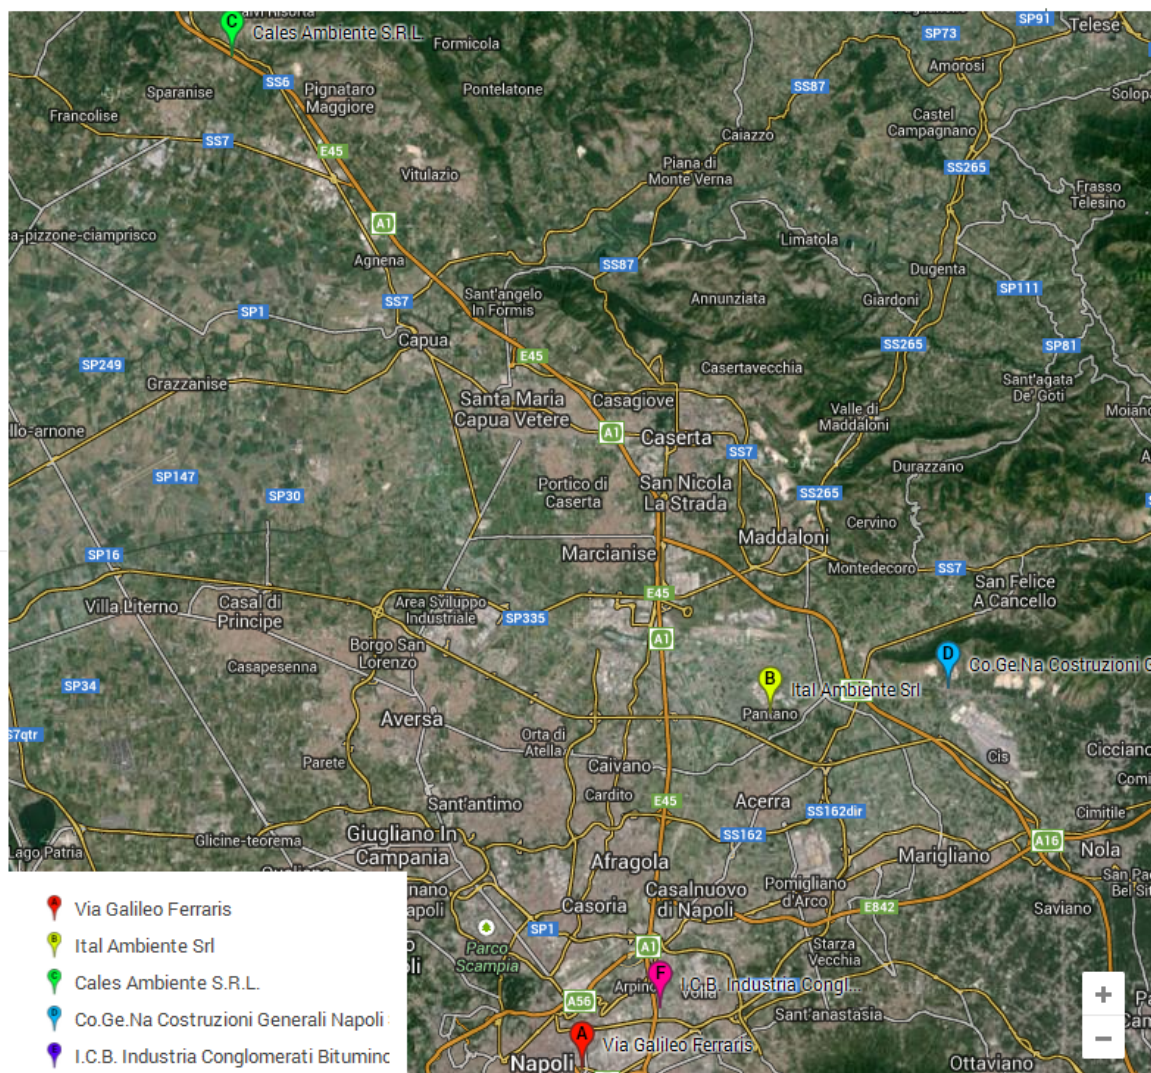 C
Cales Ambiente S.R.L.
Formicola
SP91
Telese
SP73
Amorosi
SS6
Pignataro
Maggiore
Sparanise
Pontelatone
SS87
Francolise
Castel
Campagnano
SS7
Caiazzo
E45
Piana di
Monte Verna
SS265
Vitulazio
Frasso
Telesino
A1
ea-pizzone-ciamprisco
Limatola
Agnena
SS87
Dugenta
SS7
Sant'angelo
In Formis
Annunziata
Giardoni
SP111
SP1
Capua
SS265
SP81
E45
SP249
Casertavecchia
Grazzanise
Sant'agata
De' Goti
Santa Maria
Capua Vetere
Casagiove
Valle di
Maddaloni
Moiano
llo-arnone
A1
Caserta
SS7
Durazzano
SP147
SP30
Portico di
Caserta
San Nicola
La Strada
SS265
Cervino
Maddaloni
SP16
Marcianise
Montedecoro
SS7
San Felice
A Cancello
Villa Literno
Casal di
Principe
Area Sviluppo
Industriale
SP335
E45
A1
Borgo San
Lorenzo
Casapesenna
D
Co.Ge.Na Costruzioni G
SP34
B
Ital Ambiente Srl
Pantano
Aversa
S7qtr
Orta di
Atella
Cicciano
Parete
Caivano
Cis
Sant'antimo
Cardito
E45
Acerra
SS162dir
Cimitile
Lago Patria
Glicine-teorema
Giugliano In
Campania
SS162
A16
Nola
Afragola
Marigliano
Casalnuovo
di Napoli
Pomigliano
d'Arco
Saviano
Casoria
E842
SP1
Parco
Scampia
A1
Starza
Vecchia
F
Arpino
I.C.B. Industria Congl...
Volla
A56
Sant'anastasia
A
Via Galileo Ferraris
Napoli
Ottaviano
+
−
A Via Galileo Ferraris
B Ital Ambiente Srl
C Cales Ambiente S.R.L.
D Co.Ge.Na Costruzioni Generali Napoli
I.C.B. Industria Conglomerati Bituminc